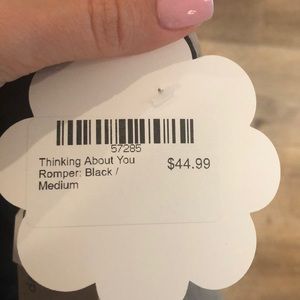 57285
Thinking About You
Romper: Black /
Medium
$44.99